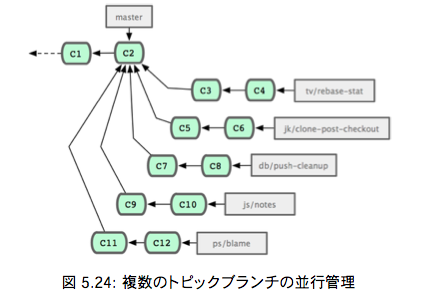 master
C1 C2
C3 C4 tv/rebase-stat
C5 C6 jk/clone-post-checkout
C7 C8 db/push-cleanup
C9 C10 js/notes
C11 C12 ps/blame
図 5.24: 複数のトピックブランチの並行管理